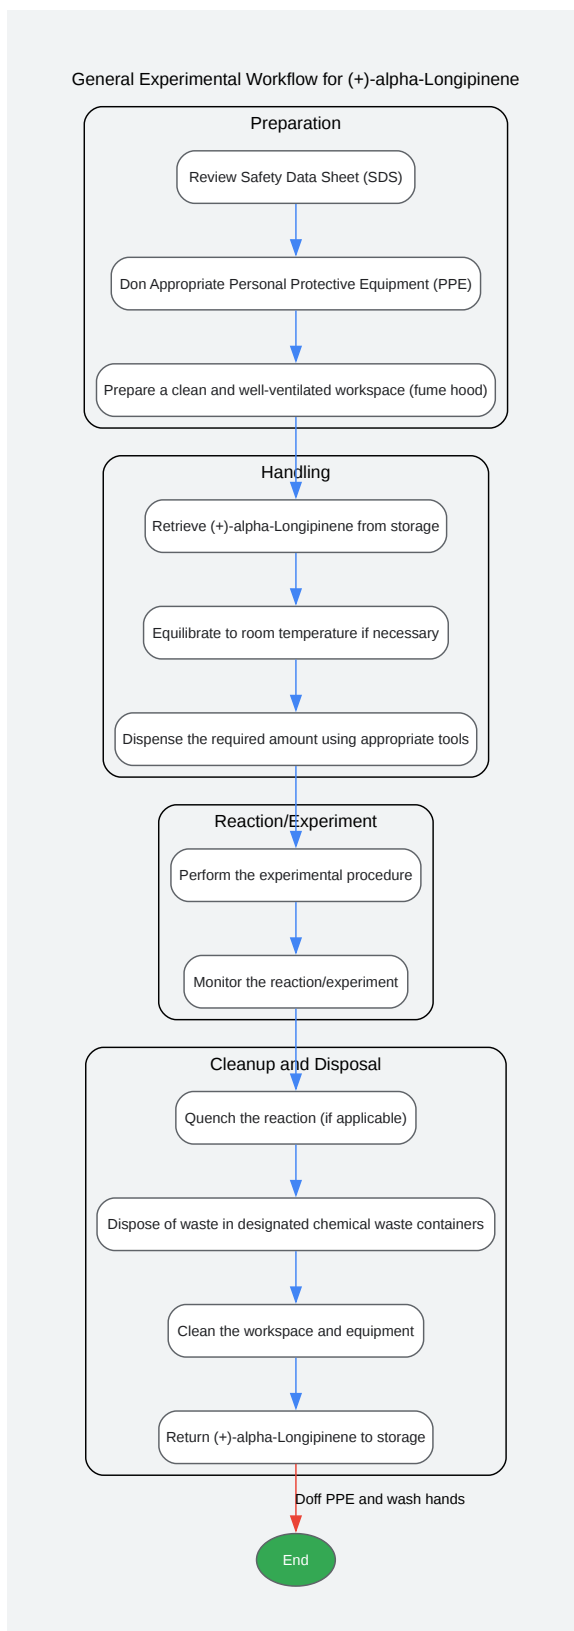 General Experimental Workflow for (+)-alpha-Longipinene
Preparation
Review Safety Data Sheet (SDS)
Don Appropriate Personal Protective Equipment (PPE)
Prepare a clean and well-ventilated workspace (fume hood)
Handling
Retrieve (+)-alpha-Longipinene from storage
Equilibrate to room temperature if necessary
Dispense the required amount using appropriate tools
Reaction/Experiment
Perform the experimental procedure
Monitor the reaction/experiment
Cleanup and Disposal
Quench the reaction (if applicable)
Dispose of waste in designated chemical waste containers
Clean the workspace and equipment
Return (+)-alpha-Longipinene to storage
Doff PPE and wash hands
End